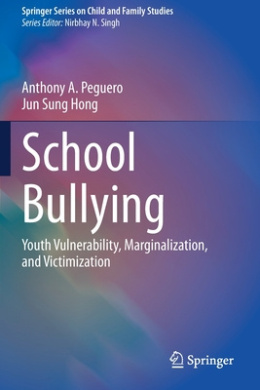 Springer Series on Child and Family Studies
Series Editor: Nirbhay N. Singh
Anthony A. Peguero
Jun Sung Hong
School
Bullying
Youth Vulnerability, Marginalization,
and Victimization
Springer